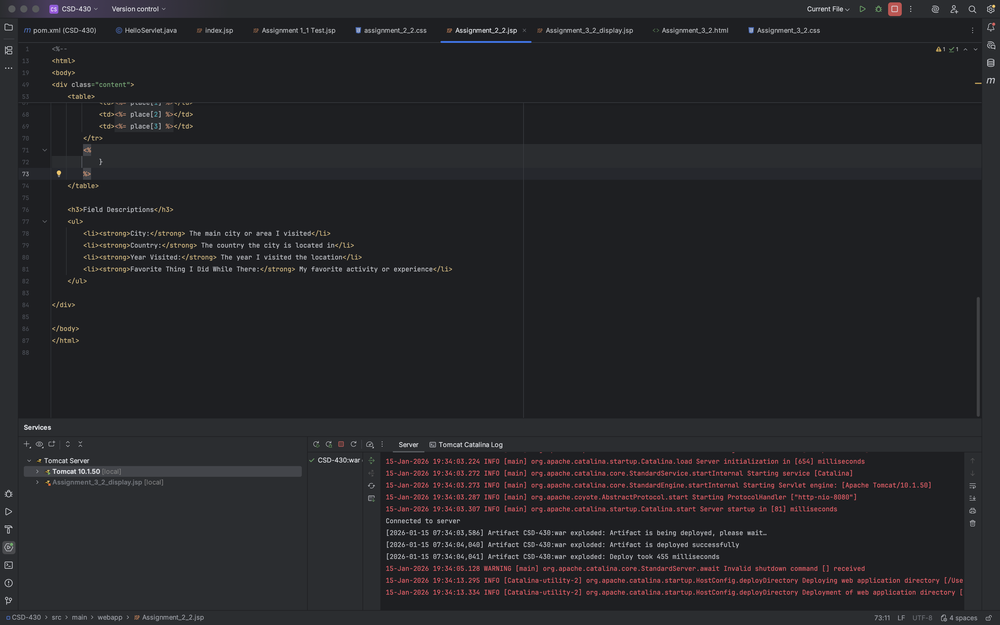 CS CSD-430 Version control Current File
m pom.xml (CSD-430) HelloServlet.java index.jsp Assignment 1_1 Test.jsp assignment_2_2.css Assignment_2_2.jsp Assignment_3_2_display.jsp Assignment_3_2.html Assignment_3_2.css
1 <%--
13 <html>
19 <body>
49 <div class="content">
53 <table>
67 <td><%= place[1] %></td>
68 <td><%= place[2] %></td>
69 <td><%= place[3] %></td>
70 </tr>
71 <%
72 }
73 %>
74 </table>
75
76 <h3>Field Descriptions</h3>
77 <ul>
78 <li><strong>City:</strong> The main city or area I visited</li>
79 <li><strong>Country:</strong> The country the city is located in</li>
80 <li><strong>Year Visited:</strong> The year I visited the location</li>
81 <li><strong>Favorite Thing I Did While There:</strong> My favorite activity or experience</li>
82 </ul>
83
84 </div>
85
86 </body>
87 </html>
88
1 1
Services
Server Tomcat Catalina Log
Tomcat Server
Tomcat 10.1.50 [local]
Assignment_3_2_display.jsp [local]
CSD-430:war
15-Jan-2026 19:34:03.224 INFO [main] org.apache.catalina.startup.Catalina.load Server initialization in [654] milliseconds
15-Jan-2026 19:34:03.272 INFO [main] org.apache.catalina.core.StandardService.startInternal Starting service [Catalina]
15-Jan-2026 19:34:03.273 INFO [main] org.apache.catalina.core.StandardEngine.startInternal Starting Servlet engine: [Apache Tomcat/10.1.50]
15-Jan-2026 19:34:03.287 INFO [main] org.apache.coyote.AbstractProtocol.start Starting ProtocolHandler ["http-nio-8080"]
15-Jan-2026 19:34:03.307 INFO [main] org.apache.catalina.startup.Catalina.start Server startup in [81] milliseconds
Connected to server
[2026-01-15 07:34:03,586] Artifact CSD-430:war exploded: Artifact is being deployed, please wait…
[2026-01-15 07:34:04,040] Artifact CSD-430:war exploded: Artifact is deployed successfully
[2026-01-15 07:34:04,041] Artifact CSD-430:war exploded: Deploy took 455 milliseconds
15-Jan-2026 19:34:05.128 WARNING [main] org.apache.catalina.core.StandardServer.await Invalid shutdown command [] received
15-Jan-2026 19:34:13.295 INFO [Catalina-utility-2] org.apache.catalina.startup.HostConfig.deployDirectory Deploying web application directory [/Use
15-Jan-2026 19:34:13.334 INFO [Catalina-utility-2] org.apache.catalina.startup.HostConfig.deployDirectory Deployment of web application directory [
CSD-430 > src > main > webapp > JSP Assignment_2_2.jsp 73:11 LF UTF-8 4 spaces